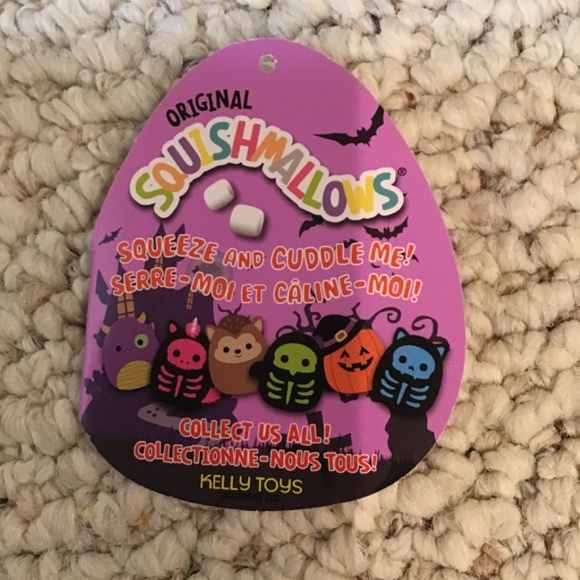 ORIGINAL
SQUISHMALLOWS®
SQUEEZE AND CUDDLE ME!
SERRE-MOI ET CÂLINE-MOI!
COLLECT US ALL!
COLLECTIONNE-NOUS TOUS!
KELLY TOYS